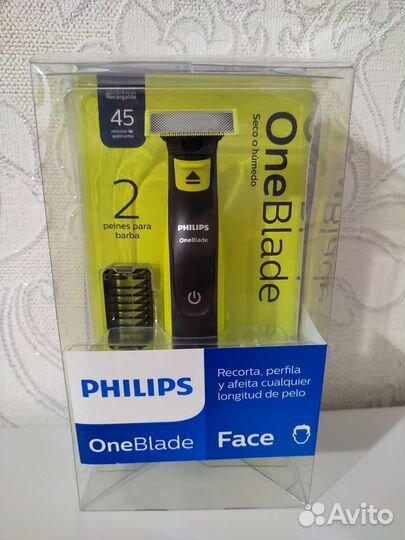 Recargable
45
minutos de
autonomía
2
peines para
barba
OneBlade
Seco o húmedo
PHILIPS
OneBlade
PHILIPS
Recorta, perfila
y afeita cualquier
longitud de pelo
OneBlade
Face
Avito